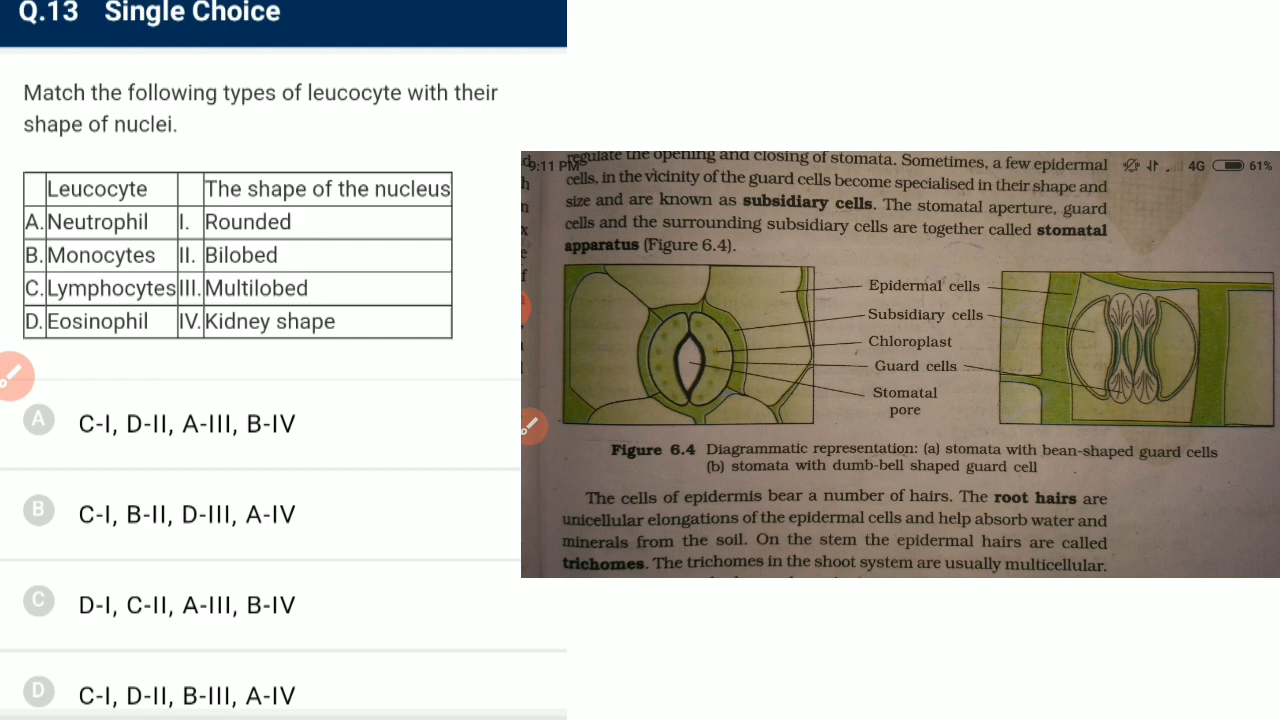 Q.13 Single Choice
Match the following types of leucocyte with their
shape of nuclei.
Leucocyte The shape of the nucleus
A. Neutrophil I. Rounded
B. Monocytes II. Bilobed
C. Lymphocytes III. Multilobed
D. Eosinophil IV. Kidney shape
A C-I, D-II, A-III, B-IV
B C-I, B-II, D-III, A-IV
C D-I, C-II, A-III, B-IV
D C-I, D-II, B-III, A-IV
9:11 PM 4G 61%
regulate the opening and closing of stomata. Sometimes, a few epidermal
cells, in the vicinity of the guard cells become specialised in their shape and
size and are known as subsidiary cells. The stomatal aperture, guard
cells and the surrounding subsidiary cells are together called stomatal
apparatus (Figure 6.4).
Epidermal cells
Subsidiary cells
Chloroplast
Guard cells
Stomatal
pore
Figure 6.4 Diagrammatic representation: (a) stomata with bean-shaped guard cells
(b) stomata with dumb-bell shaped guard cell
The cells of epidermis bear a number of hairs. The root hairs are
unicellular elongations of the epidermal cells and help absorb water and
minerals from the soil. On the stem the epidermal hairs are called
trichomes. The trichomes in the shoot system are usually multicellular.